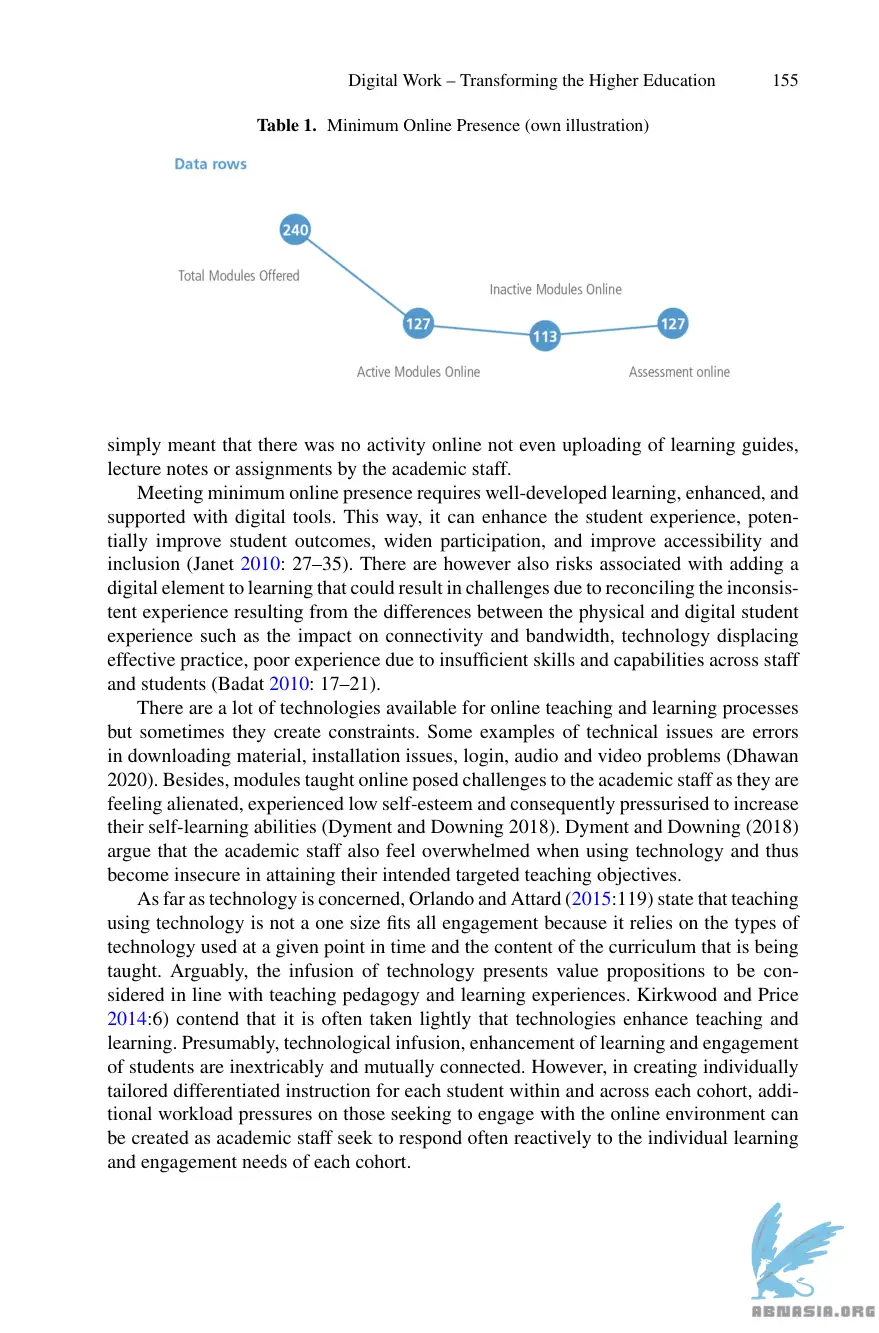 Digital Work – Transforming the Higher Education 155
Table 1. Minimum Online Presence (own illustration)
Data rows
240
Total Modules Offered
Inactive Modules Online
127
113
127
Active Modules Online
Assessment online
simply meant that there was no activity online not even uploading of learning guides,
lecture notes or assignments by the academic staff.
Meeting minimum online presence requires well-developed learning, enhanced, and
supported with digital tools. This way, it can enhance the student experience, poten-
tially improve student outcomes, widen participation, and improve accessibility and
inclusion (Janet 2010: 27–35). There are however also risks associated with adding a
digital element to learning that could result in challenges due to reconciling the inconsis-
tent experience resulting from the differences between the physical and digital student
experience such as the impact on connectivity and bandwidth, technology displacing
effective practice, poor experience due to insufficient skills and capabilities across staff
and students (Badat 2010: 17–21).
There are a lot of technologies available for online teaching and learning processes
but sometimes they create constraints. Some examples of technical issues are errors
in downloading material, installation issues, login, audio and video problems (Dhawan
2020). Besides, modules taught online posed challenges to the academic staff as they are
feeling alienated, experienced low self-esteem and consequently pressurised to increase
their self-learning abilities (Dyment and Downing 2018). Dyment and Downing (2018)
argue that the academic staff also feel overwhelmed when using technology and thus
become insecure in attaining their intended targeted teaching objectives.
As far as technology is concerned, Orlando and Attard (2015:119) state that teaching
using technology is not a one size fits all engagement because it relies on the types of
technology used at a given point in time and the content of the curriculum that is being
taught. Arguably, the infusion of technology presents value propositions to be con-
sidered in line with teaching pedagogy and learning experiences. Kirkwood and Price
2014:6) contend that it is often taken lightly that technologies enhance teaching and
learning. Presumably, technological infusion, enhancement of learning and engagement
of students are inextricably and mutually connected. However, in creating individually
tailored differentiated instruction for each student within and across each cohort, addi-
tional workload pressures on those seeking to engage with the online environment can
be created as academic staff seek to respond often reactively to the individual learning
and engagement needs of each cohort.
ABNASIA.ORG